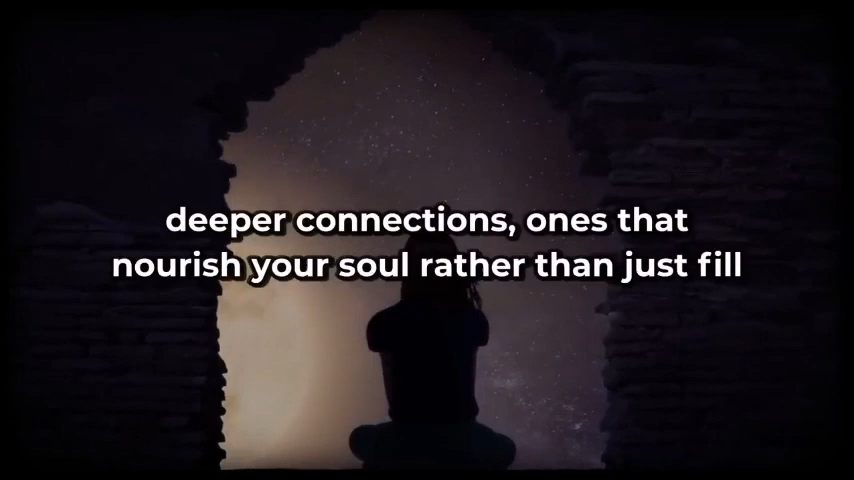 deeper connections, ones that
nourish your soul rather than just fill